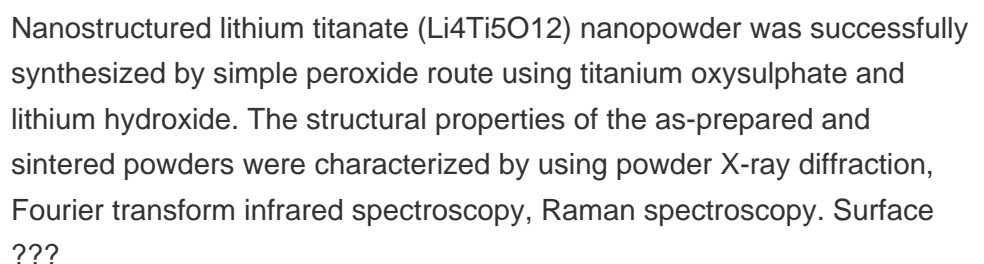 Nanostructured lithium titanate (Li4Ti5O12) nanopowder was successfully
synthesized by simple peroxide route using titanium oxysulphate and
lithium hydroxide. The structural properties of the as-prepared and
sintered powders were characterized by using powder X-ray diffraction,
Fourier transform infrared spectroscopy, Raman spectroscopy. Surface
???